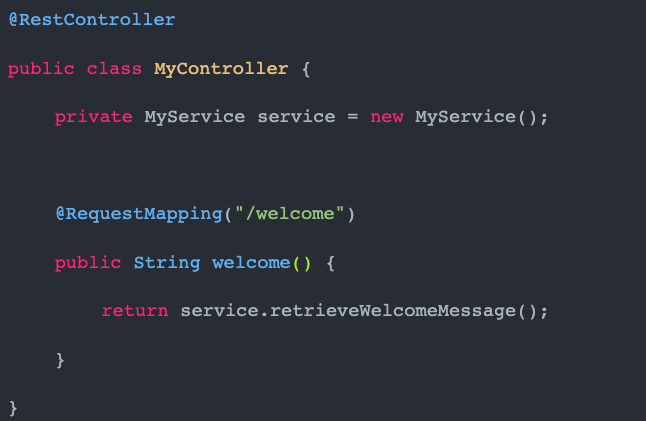 @RestController
public class MyController {
    private MyService service = new MyService();
    @RequestMapping("/welcome")
    public String welcome() {
        return service.retrieveWelcomeMessage();
    }
}